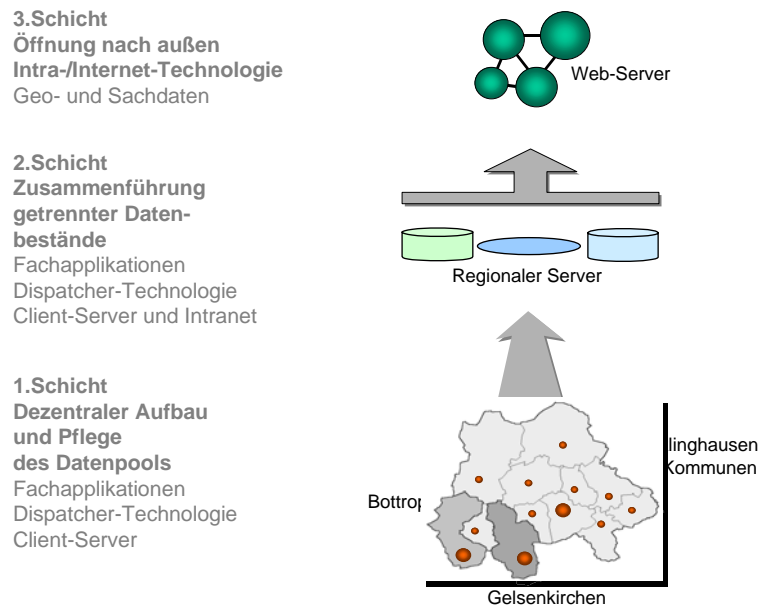 3.Schicht
Öffnung nach außen
Intra-/Internet-Technologie
Geo- und Sachdaten
Web-Server
2.Schicht
Zusammenführung
getrennter Daten-
bestände
Fachapplikationen
Dispatcher-Technologie
Client-Server und Intranet
Regionaler Server
1.Schicht
Dezentraler Aufbau
und Pflege
des Datenpools
Fachapplikationen
Dispatcher-Technologie
Client-Server
linghausen
Kommunen
Bottrop
Gelsenkirchen